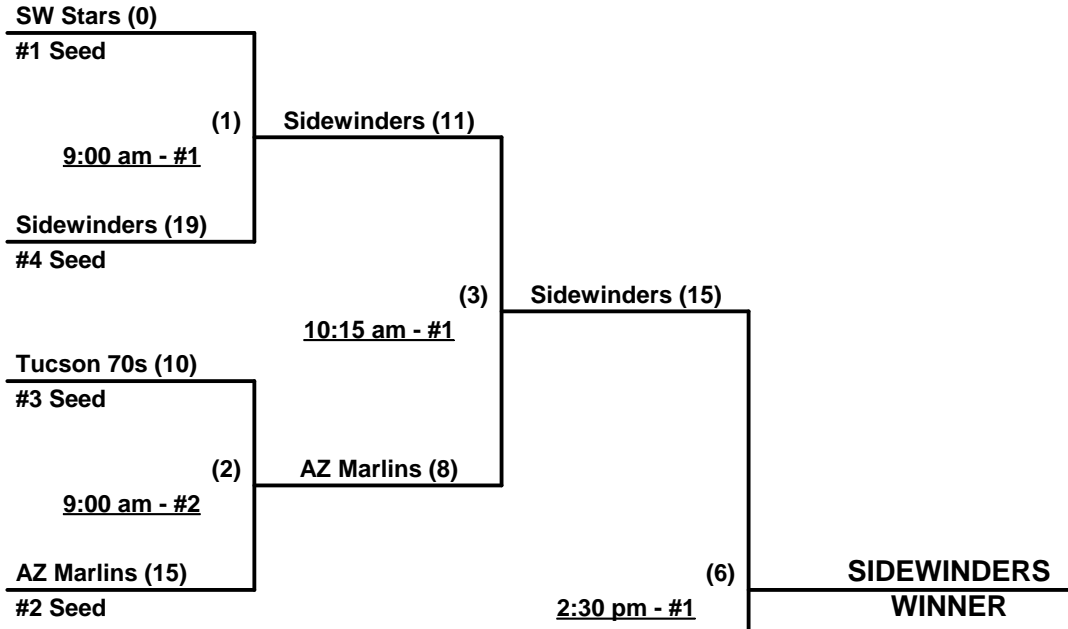 SW Stars (0)
#1 Seed
(1)
Sidewinders (11)
9:00 am - #1
Sidewinders (19)
#4 Seed
(3)
Sidewinders (15)
10:15 am - #1
Tucson 70s (10)
#3 Seed
(2)
AZ Marlins (8)
9:00 am - #2
AZ Marlins (15)
#2 Seed
(6)
SIDEWINDERS
2:30 pm - #1
WINNER